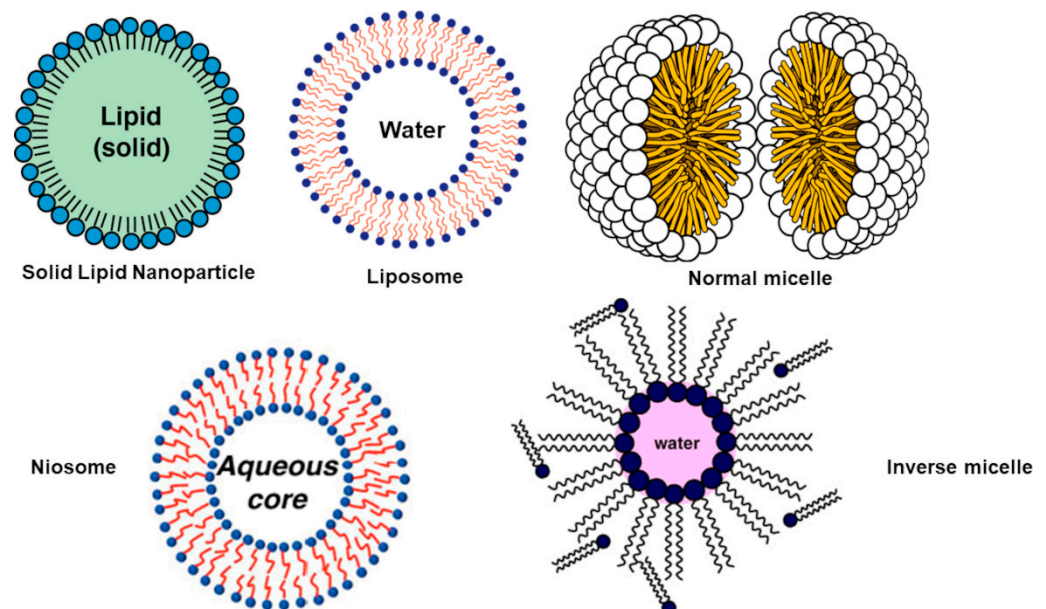 Lipid
(solid)
Water
Solid Lipid Nanoparticle
Liposome
Normal micelle
Niosome
Aqueous
core
water
Inverse micelle